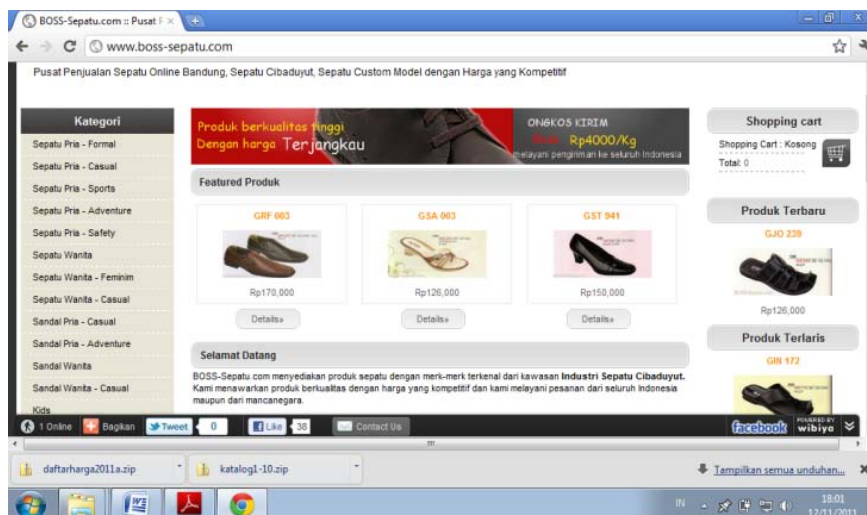 BOSS-Sepatu.com :: Pusat P
www.boss-sepatu.com
Pusat Penjualan Sepatu Online Bandung, Sepatu Cibaduyut, Sepatu Custom Model dengan Harga yang Kompetitif
Kategori
Sepatu Pria - Formal
Sepatu Pria - Casual
Sepatu Pria - Sports
Sepatu Pria - Adventure
Sepatu Pria - Safety
Sepatu Wanita
Sepatu Wanita - Feminim
Sepatu Wanita - Casual
Sandal Pria - Casual
Sandal Pria - Adventure
Sandal Wanita
Sandal Wanita - Casual
Kids
Produk berkualitas tinggi
Dengan harga Terjangkau
ONGKOS KIRIM
Rp4000/Kg
melayani pengiriman ke seluruh Indonesia
Featured Produk
GRF 003
GSA 003
GST 941
Rp170,000
Rp126,000
Rp150,000
Details»
Details»
Details»
Selamat Datang
BOSS-Sepatu.com menyediakan produk sepatu dengan merk-merk terkenal dari kawasan Industri Sepatu Cibaduyut.
Kami menawarkan produk berkualitas dengan harga yang kompetitif dan kami melayani pesanan dari seluruh Indonesia
maupun dari mancanegara.
Shopping cart
Shopping Cart : Kosong
Total: 0
Produk Terbaru
GJO 239
Rp126,000
Produk Terlaris
GIN 172
1 Online
Bagikan
Tweet
0
Like
38
Contact Us
facebook
POWERED BY
wibiya
daftarharga2011a.zip
katalog1-10.zip
Tampilkan semua unduhan...
IN
18:01
12/11/2011